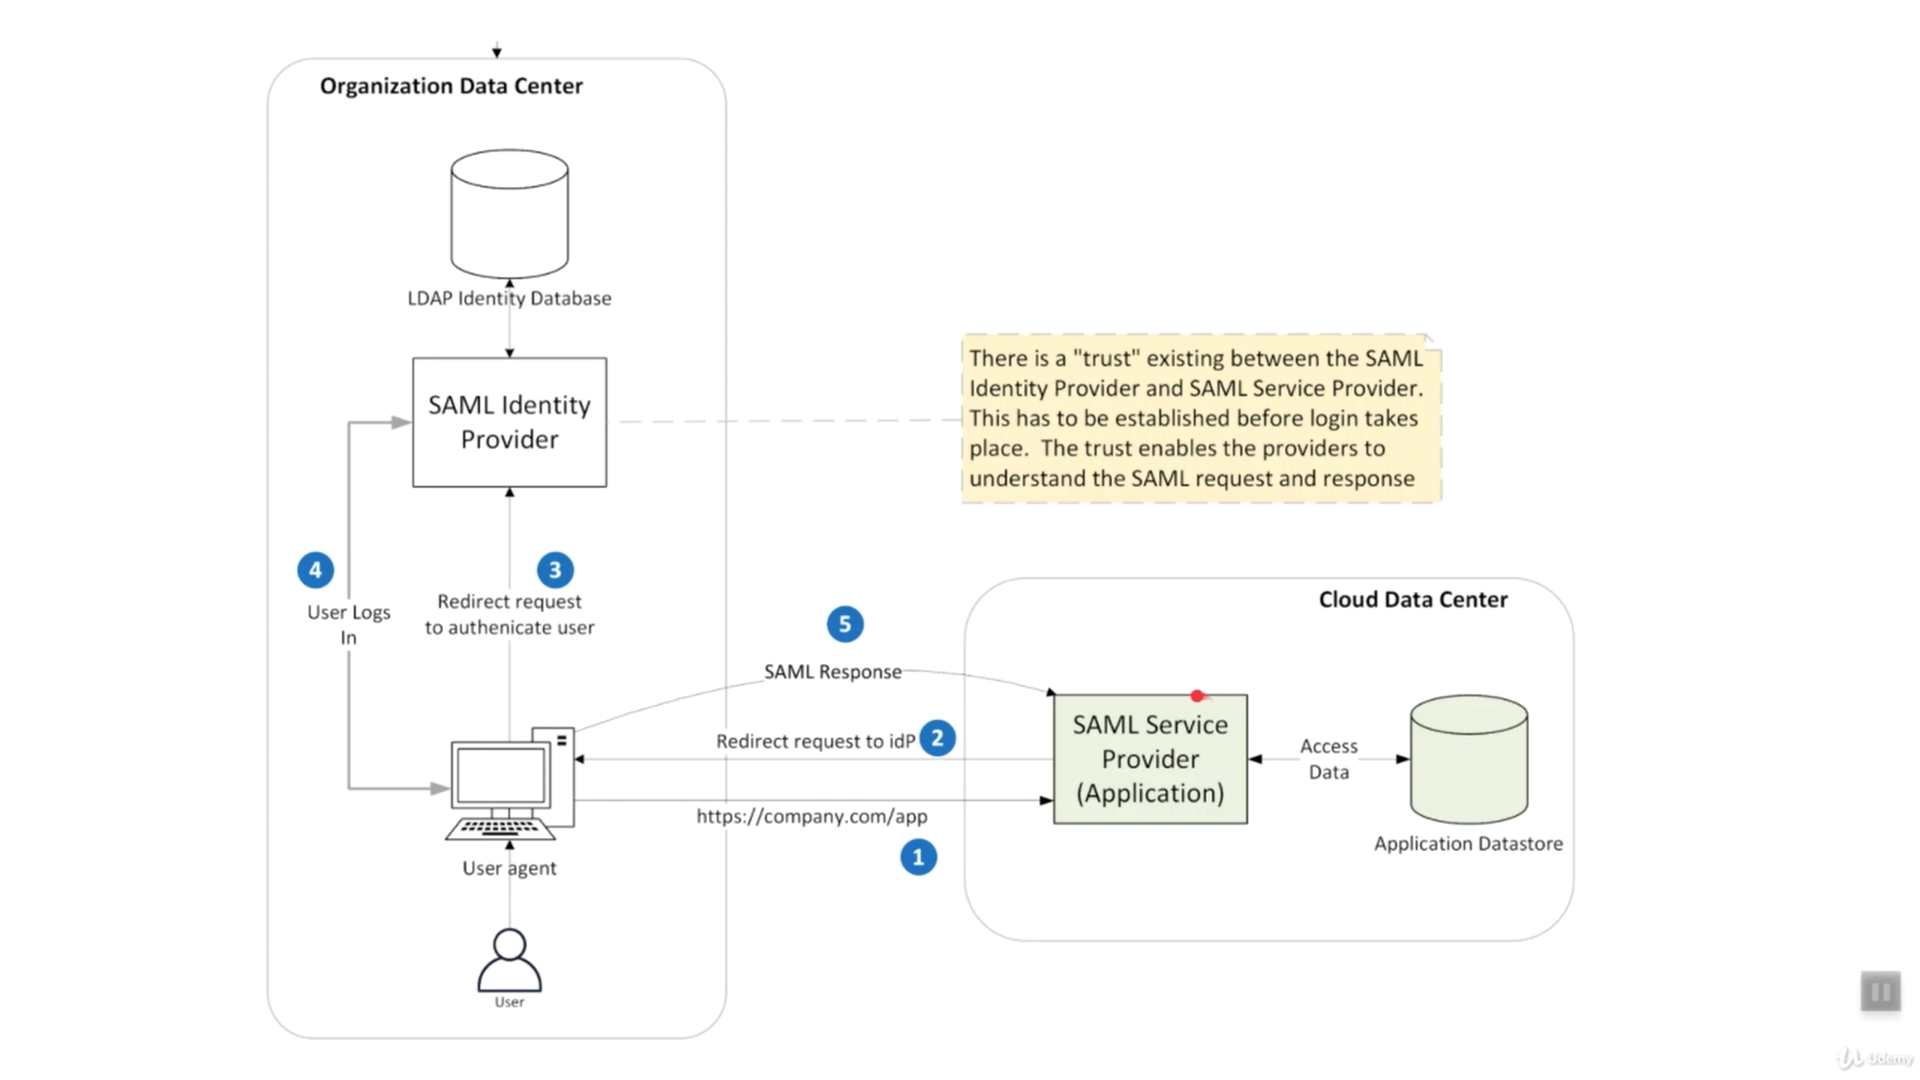 Organization Data Center
LDAP Identity Database
SAML Identity
Provider
There is a "trust" existing between the SAML
Identity Provider and SAML Service Provider.
This has to be established before login takes
place.  The trust enables the providers to
understand the SAML request and response
4
User Logs
In
3
Redirect request
to authenicate user
5
SAML Response
Redirect request to idP
2
https://company.com/app
1
User agent
User
Cloud Data Center
SAML Service
Provider
(Application)
Access
Data
Application Datastore
Udemy